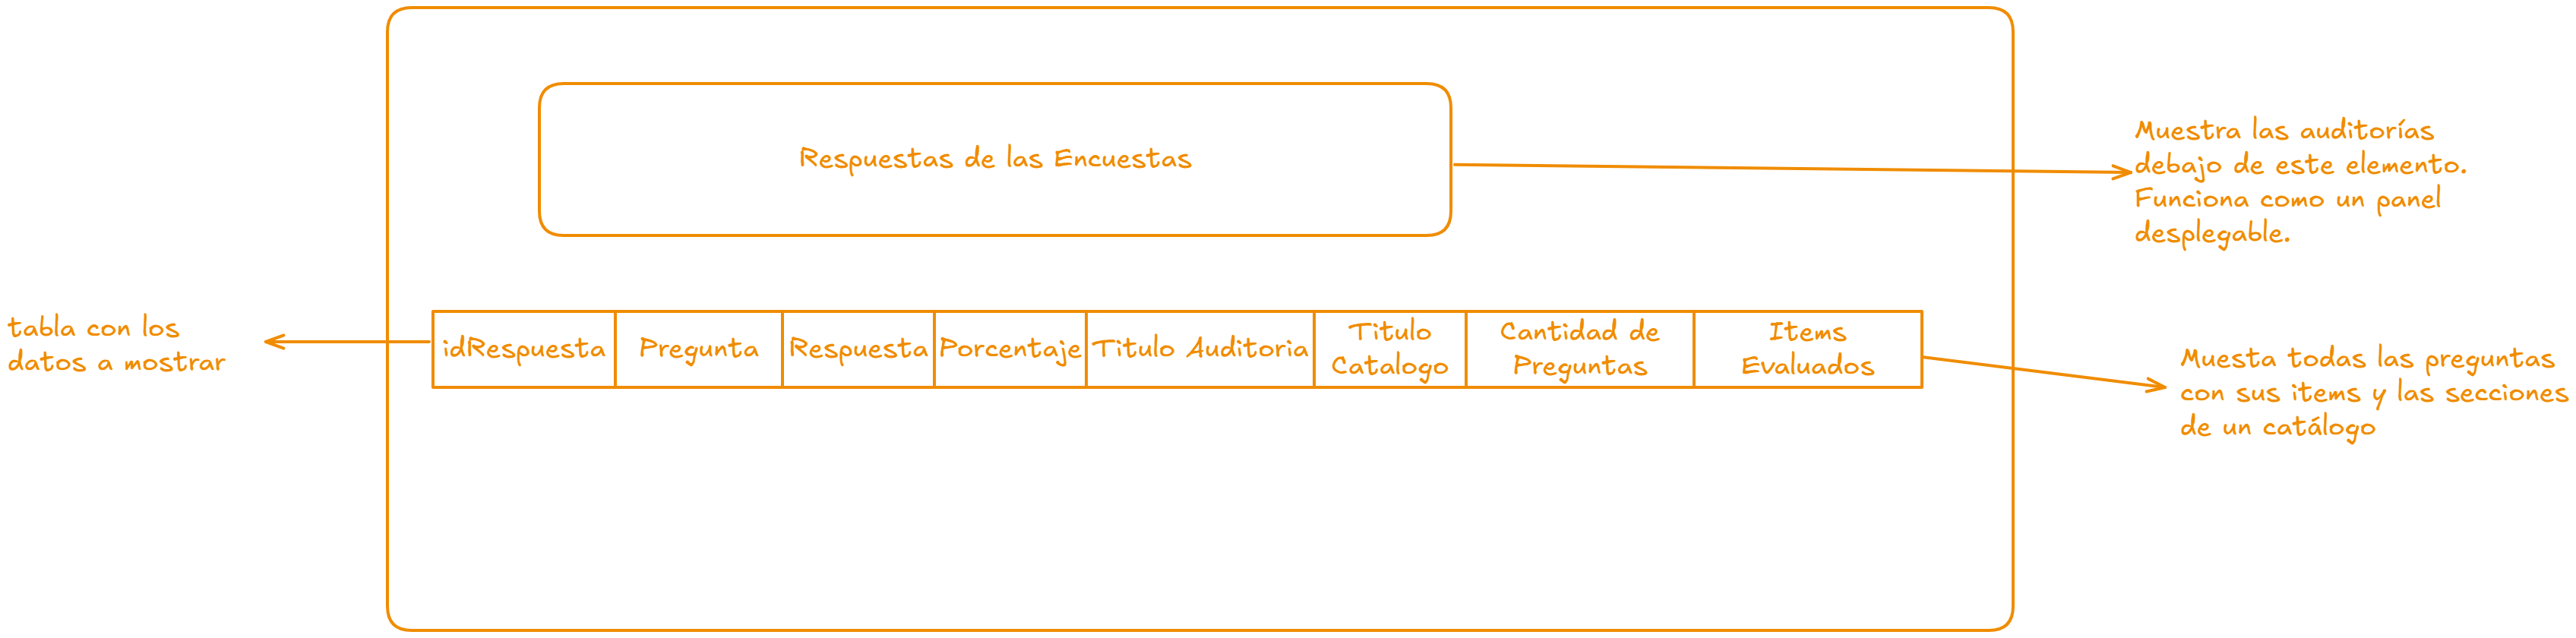 Respuestas de las Encuestas
Muestra las auditorías
debajo de este elemento.
Funciona como un panel
desplegable.
tabla con los
datos a mostrar
idRespuesta
Pregunta
Respuesta
Porcentaje
Titulo Auditoria
Titulo
Catalogo
Cantidad de
Preguntas
Items
Evaluados
Muesta todas las preguntas
con sus items y las secciones
de un catálogo